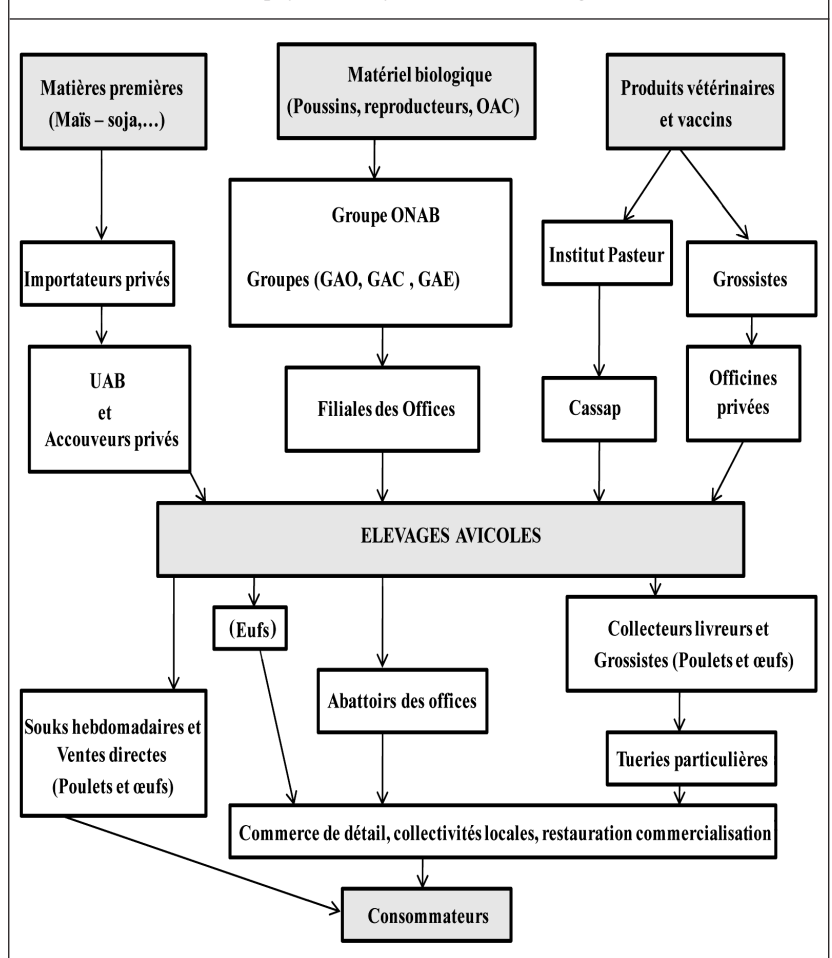 Matières premières
(Maïs – soja,…)
Matériel biologique
(Poussins, reproducteurs, OAC)
Produits vétérinaires
et vaccins
Groupe ONAB
Groupes (GAO, GAC , GAE)
Institut Pasteur
Importateurs privés
Grossistes
UAB
et
Accouveurs privés
Filiales des Offices
Cassap
Officines
privées
ELEVAGES AVICOLES
(Eufs)
Collecteurs livreurs et
Grossistes (Poulets et œufs)
Abattoirs des offices
Souks hebdomadaires et
Ventes directes
(Poulets et œufs)
Tueries particulières
Commerce de détail, collectivités locales, restauration commercialisation
Consommateurs